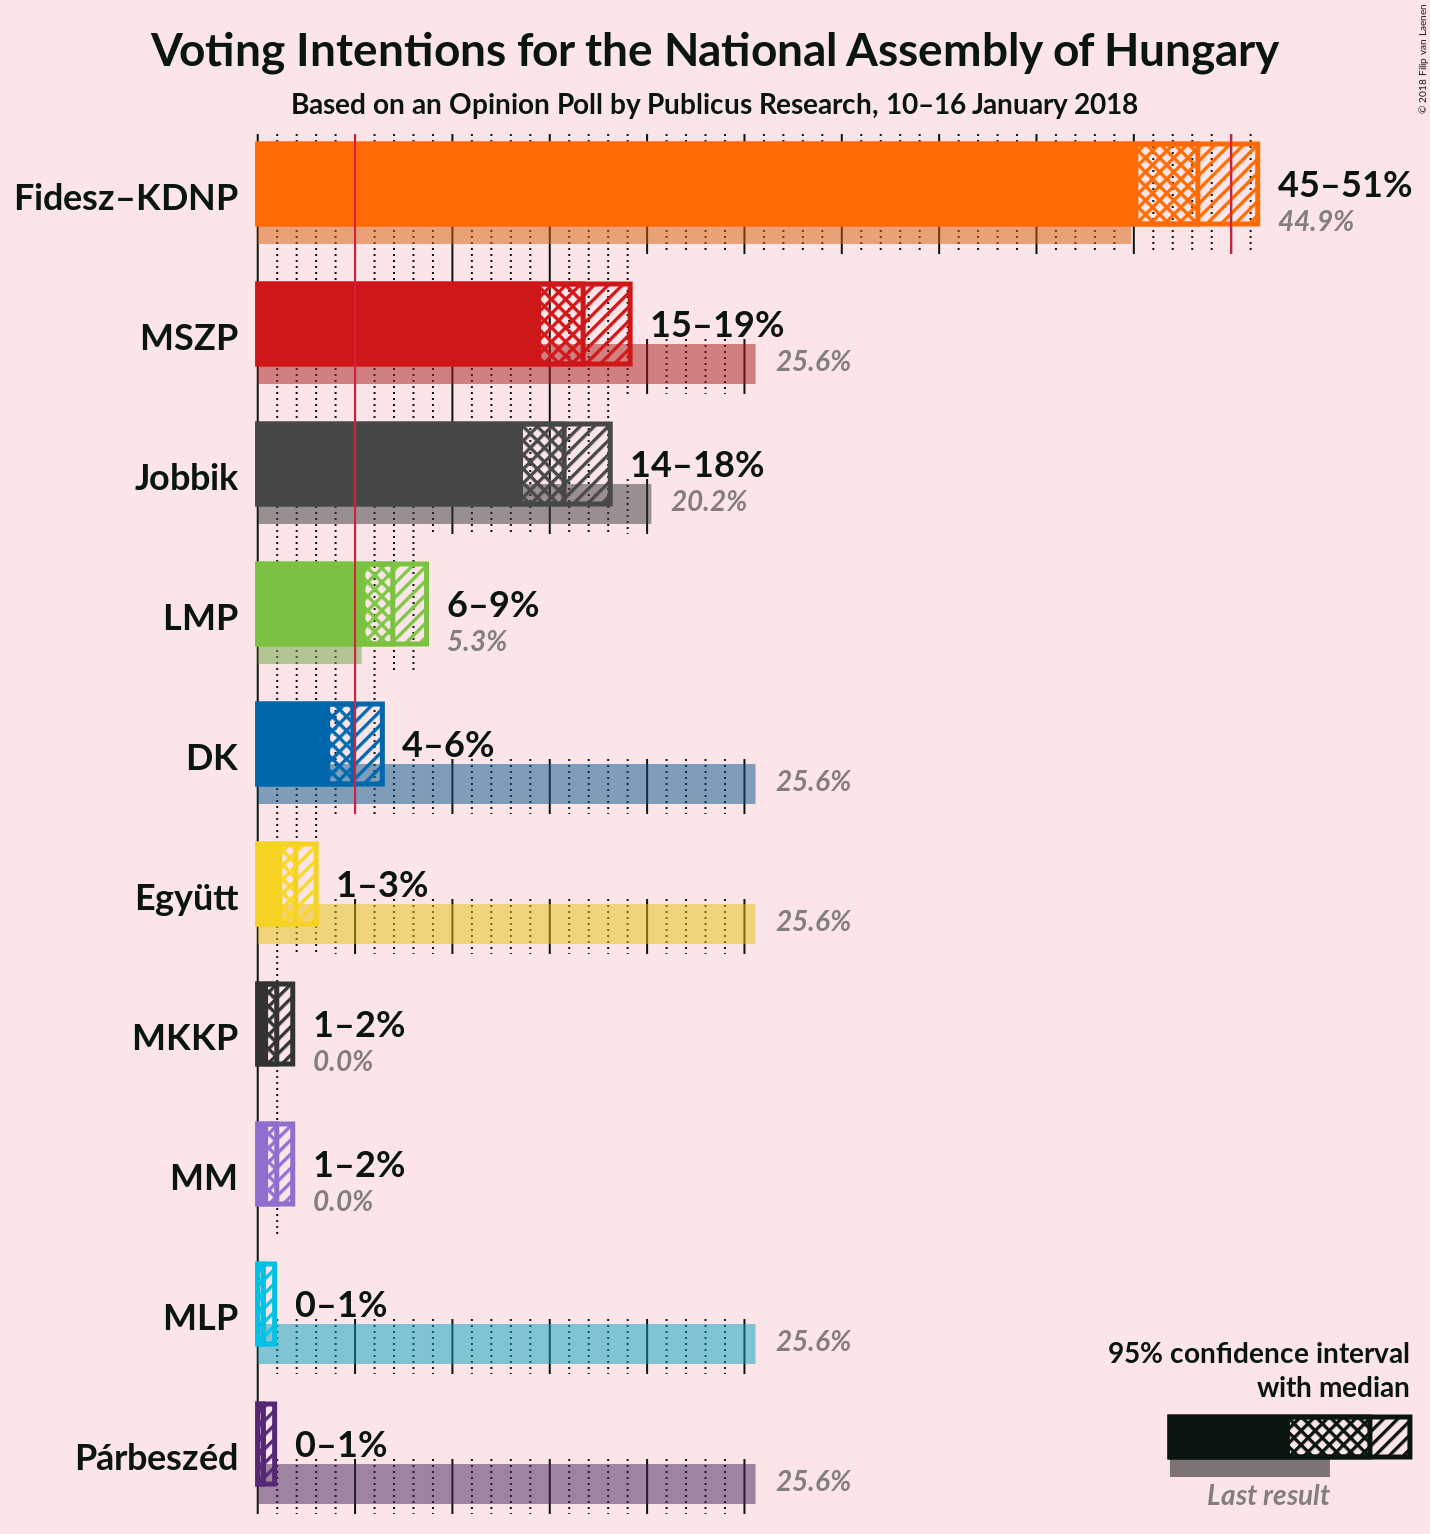 Voting Intentions for the National Assembly of Hungary
Based on an Opinion Poll by Publicus Research, 10–16 January 2018
© 2018 Filip van Laenen
Fidesz–KDNP
45–51%
44.9%
MSZP
15–19%
25.6%
Jobbik
14–18%
20.2%
LMP
6–9%
5.3%
DK
4–6%
25.6%
Együtt
1–3%
25.6%
MKKP
1–2%
0.0%
MM
1–2%
0.0%
MLP
0–1%
25.6%
Párbeszéd
0–1%
25.6%
95% confidence interval
with median
Last result